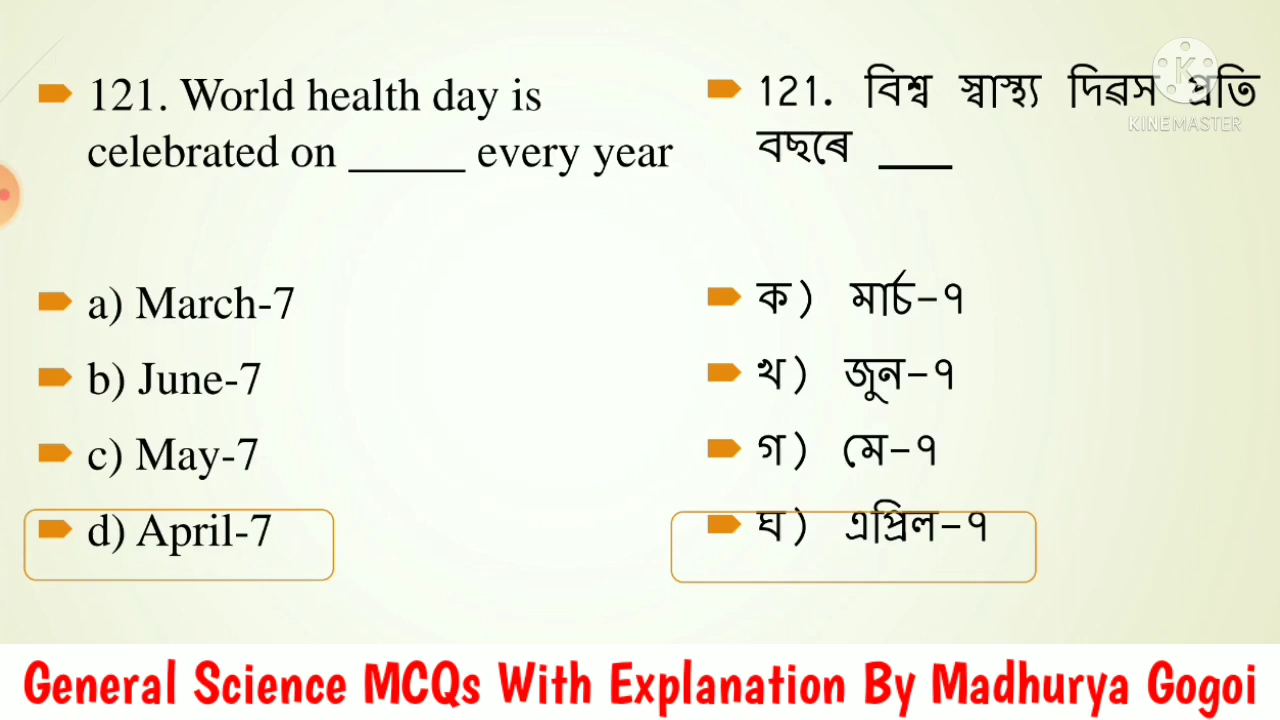 121. World health day is
celebrated on _____ every year
a) March-7
b) June-7
c) May-7
d) April-7
121. বিশ্ব স্বাস্থ্য দিৱস প্ৰতি
বছৰে ___
ক) মাৰ্চ-৭
খ) জুন-৭
গ) মে-৭
ঘ) এপ্ৰিল-৭
K
KINEMASTER
General Science MCQs With Explanation By Madhurya Gogoi